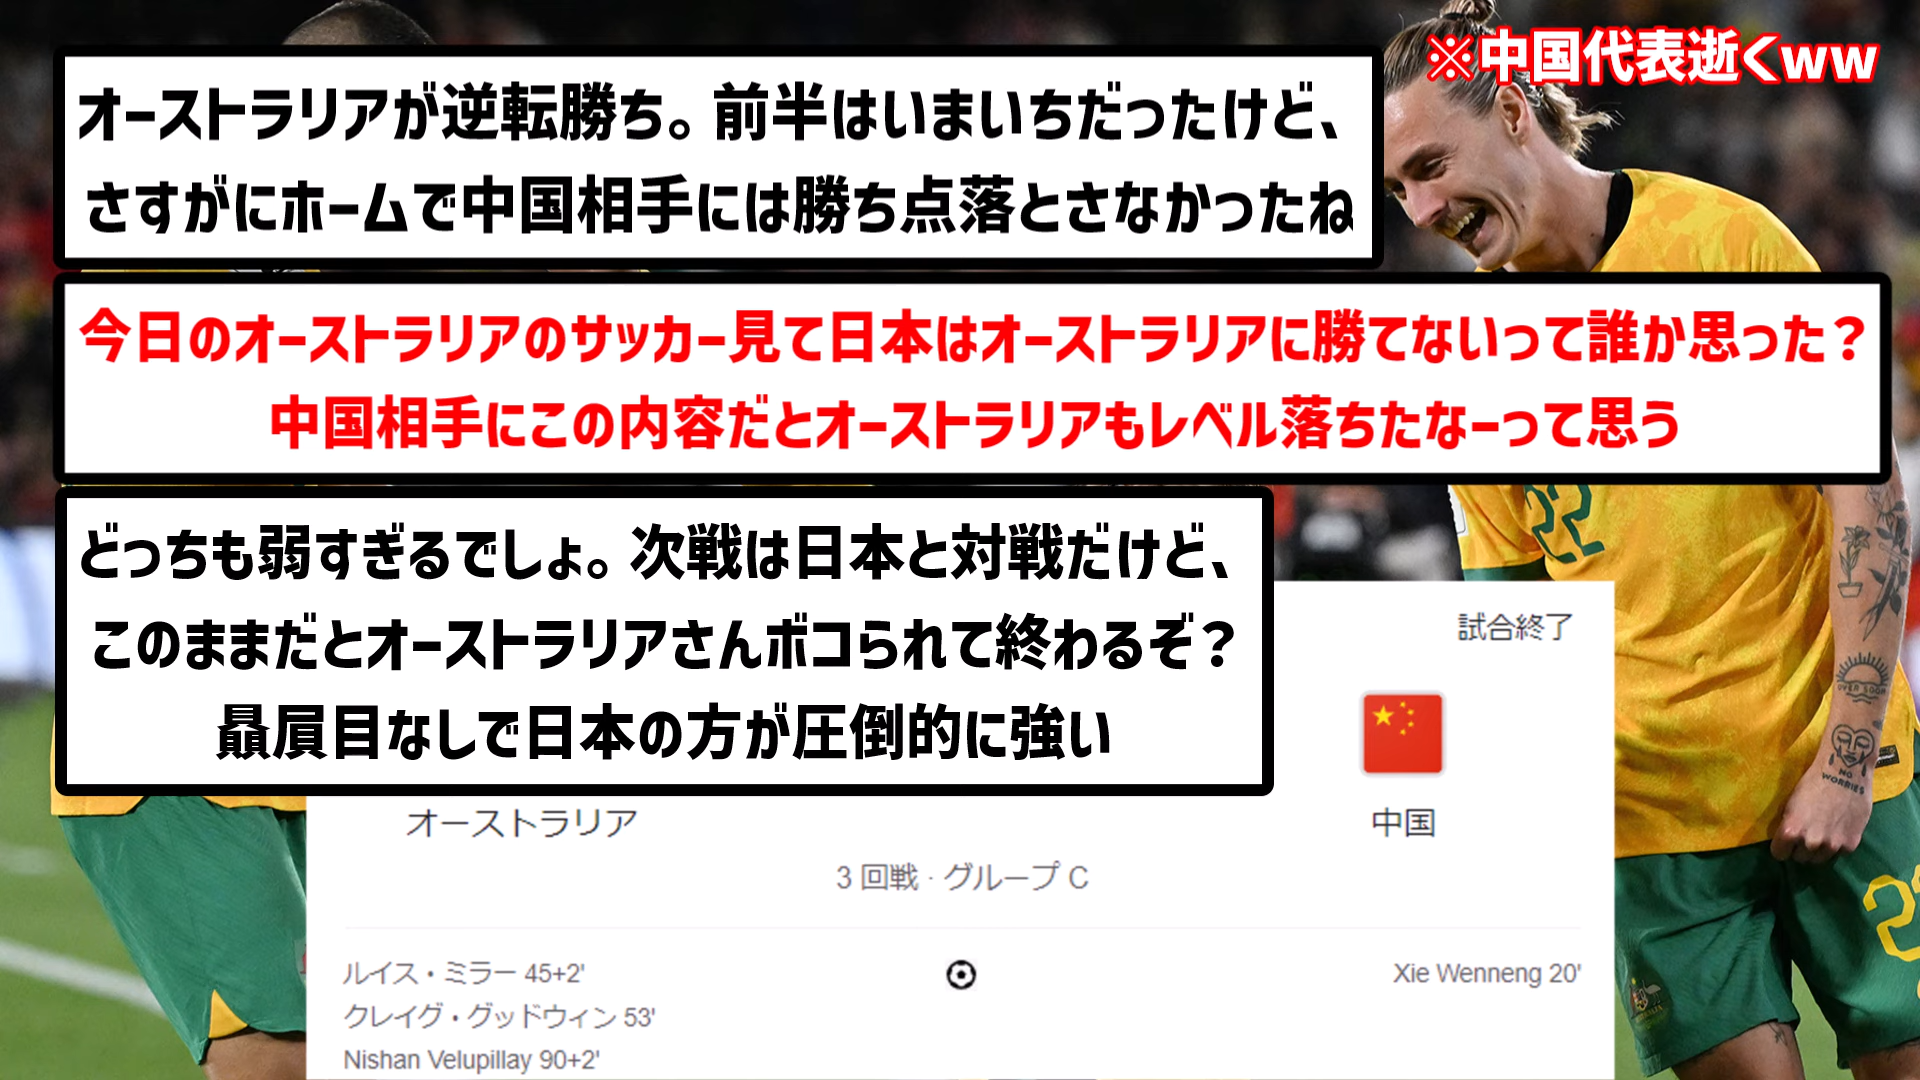 ※中国代表逝くww
オーストラリアが逆転勝ち。前半はいまいちだったけど、
さすがにホームで中国相手には勝ち点落とさなかったね
今日のオーストラリアのサッカー見て日本はオーストラリアに勝てないって誰か思った？
中国相手にこの内容だとオーストラリアもレベル落ちたなーって思う
どっちも弱すぎるでしょ。次戦は日本と対戦だけど、
このままだとオーストラリアさんボコられて終わるぞ？
贔屓目なしで日本の方が圧倒的に強い
22
試合終了
オーストラリア
中国
3 回戦 · グループ C
ルイス・ミラー 45+2'
Xie Wenneng 20'
クレイグ・グッドウィン 53'
Nishan Velupillay 90+2'
OVER SOON
NO
WORRIES
22